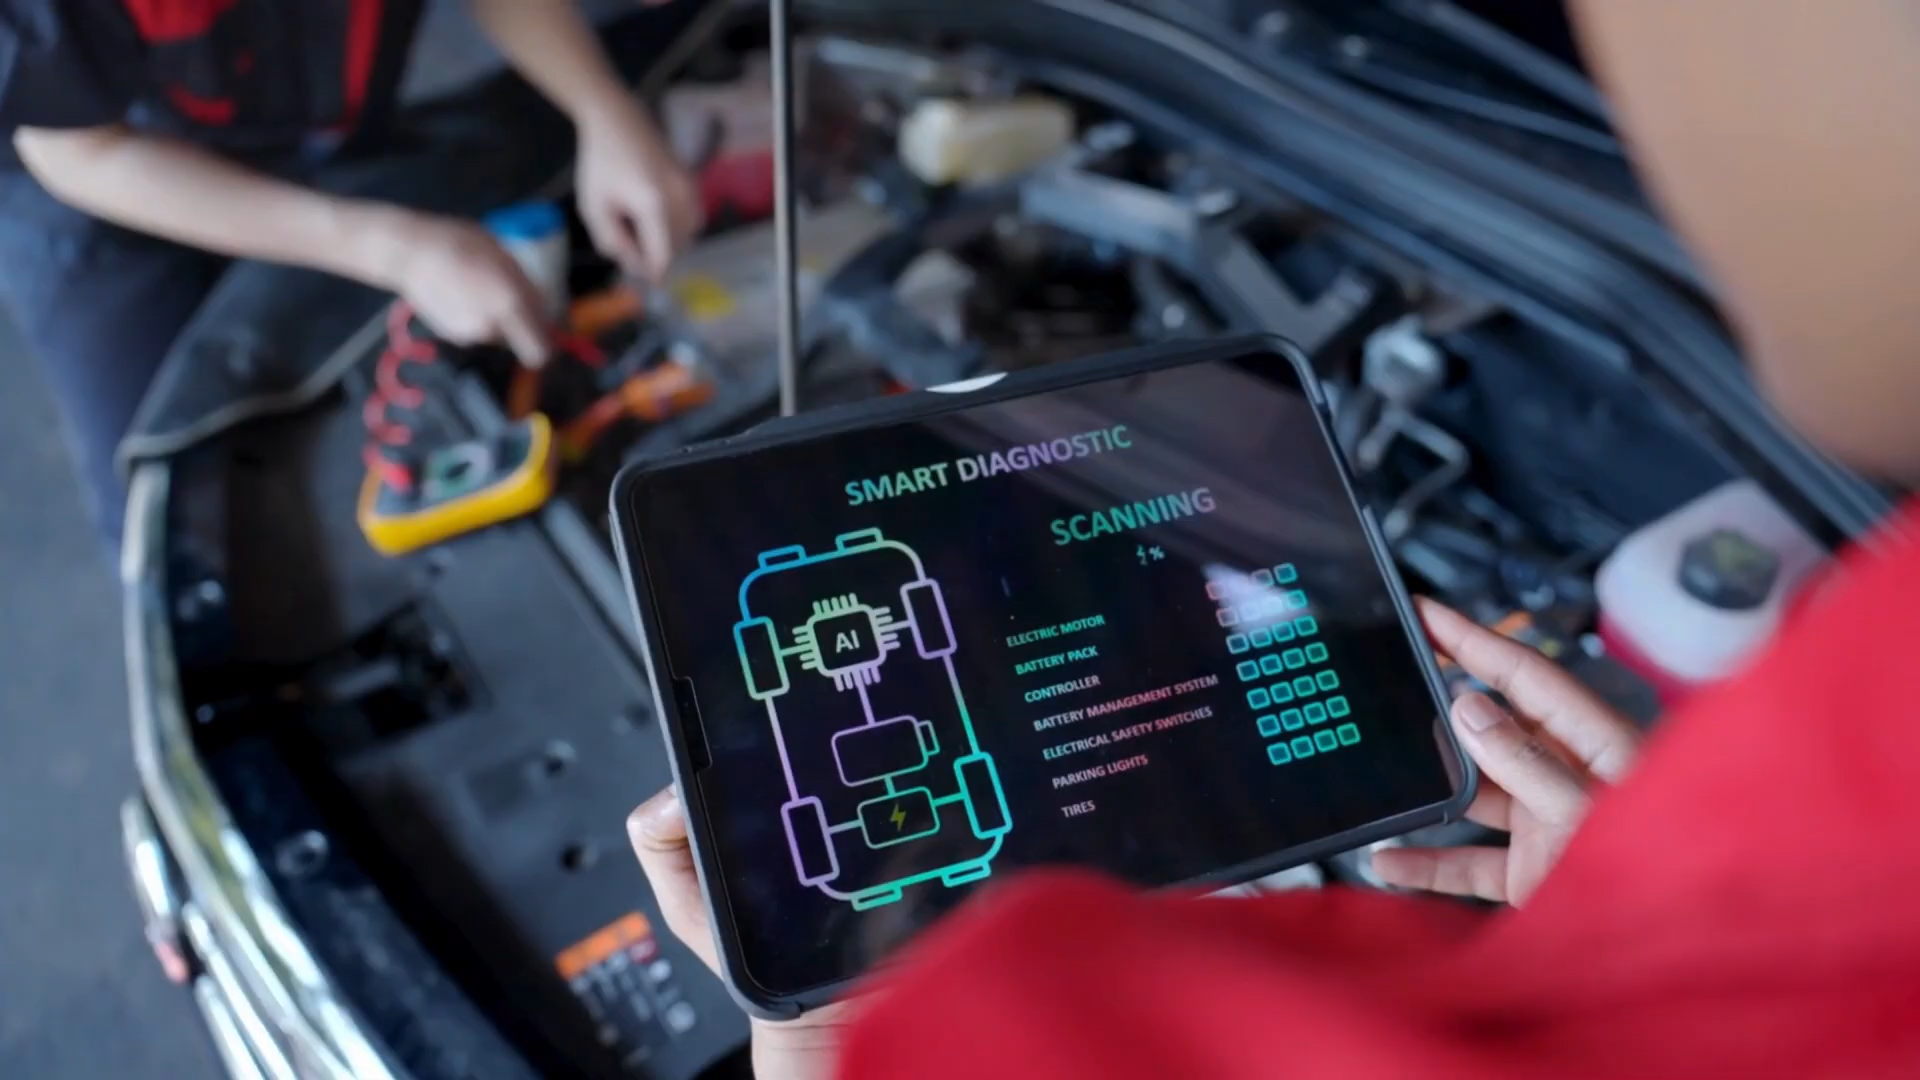 SMART DIAGNOSTIC
SCANNING
%
AI
ELECTRIC MOTOR
BATTERY PACK
CONTROLLER
BATTERY MANAGEMENT SYSTEM
ELECTRICAL SAFETY SWITCHES
PARKING LIGHTS
TIRES